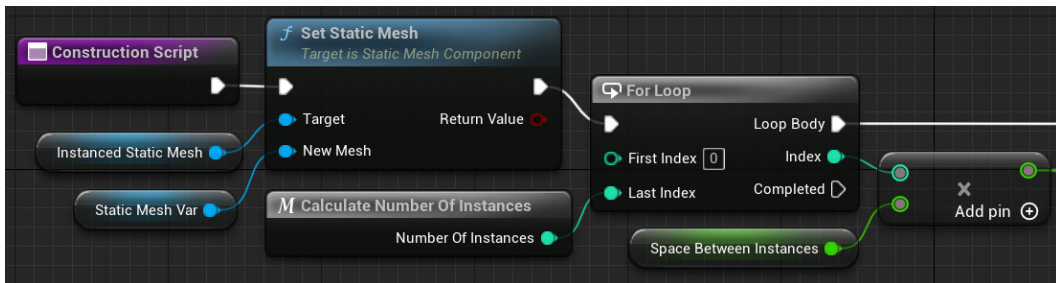 Construction Script
f Set Static Mesh
Target is Static Mesh Component
Target
Return Value
New Mesh
Instanced Static Mesh
Static Mesh Var
M Calculate Number Of Instances
Number Of Instances
For Loop
Loop Body
First Index 0
Index
Last Index
Completed
Space Between Instances
Add pin